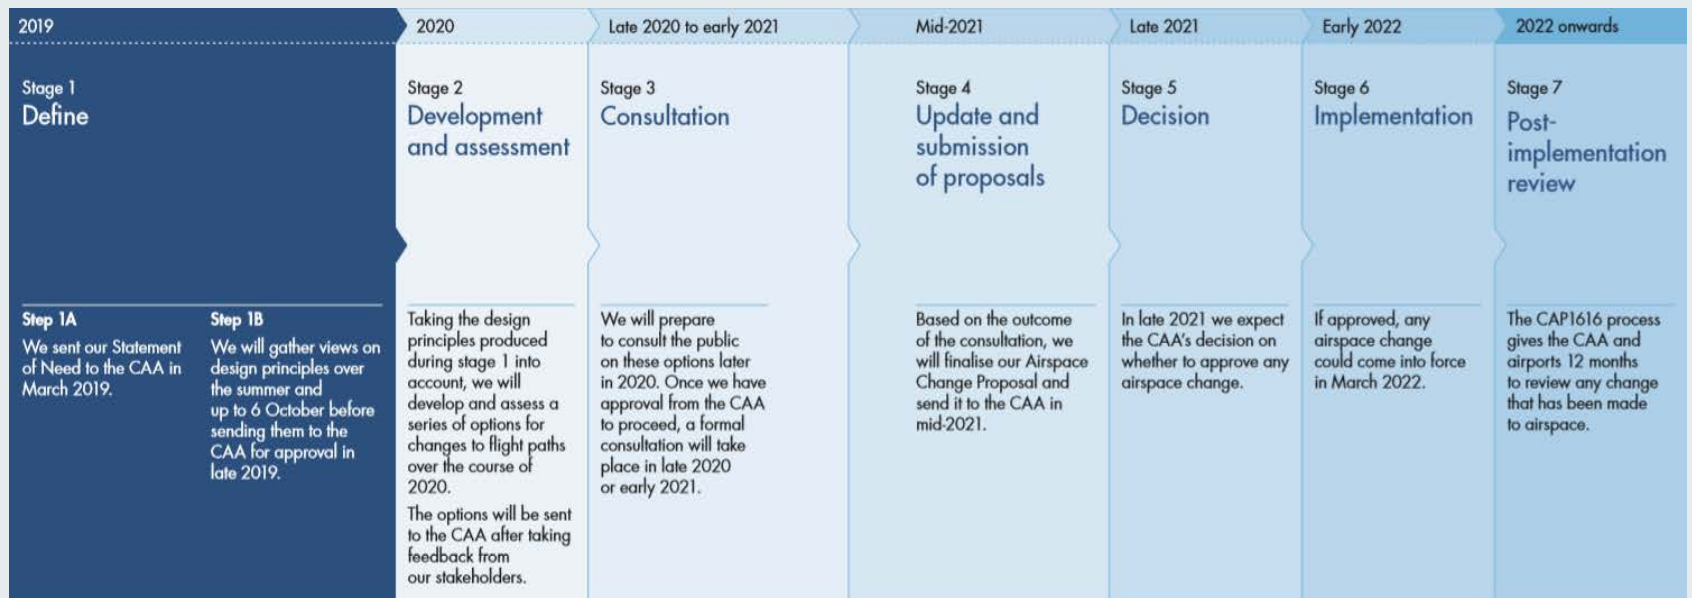 2019
2020
Late 2020 to early 2021
Mid-2021
Late 2021
Early 2022
2022 onwards
Stage 1
Define
Stage 2
Development
and assessment
Stage 3
Consultation
Stage 4
Update and
submission
of proposals
Stage 5
Decision
Stage 6
Implementation
Stage 7
Post-
implementation
review
Step 1A
We sent our Statement
of Need to the CAA in
March 2019.
Step 1B
We will gather views on
design principles over
the summer and
up to 6 October before
sending them to the
CAA for approval in
late 2019.
Taking the design
principles produced
during stage 1 into
account, we will
develop and assess a
series of options for
changes to flight paths
over the course of
2020.
The options will be sent
to the CAA after taking
feedback from
our stakeholders.
We will prepare
to consult the public
on these options later
in 2020. Once we have
approval from the CAA
to proceed, a formal
consultation will take
place in late 2020
or early 2021.
Based on the outcome
of the consultation, we
will finalise our Airspace
Change Proposal and
send it to the CAA in
mid-2021.
In late 2021 we expect
the CAA's decision on
whether to approve any
airspace change.
If approved, any
airspace change
could come into force
in March 2022.
The CAP1616 process
gives the CAA and
airports 12 months
to review any change
that has been made
to airspace.